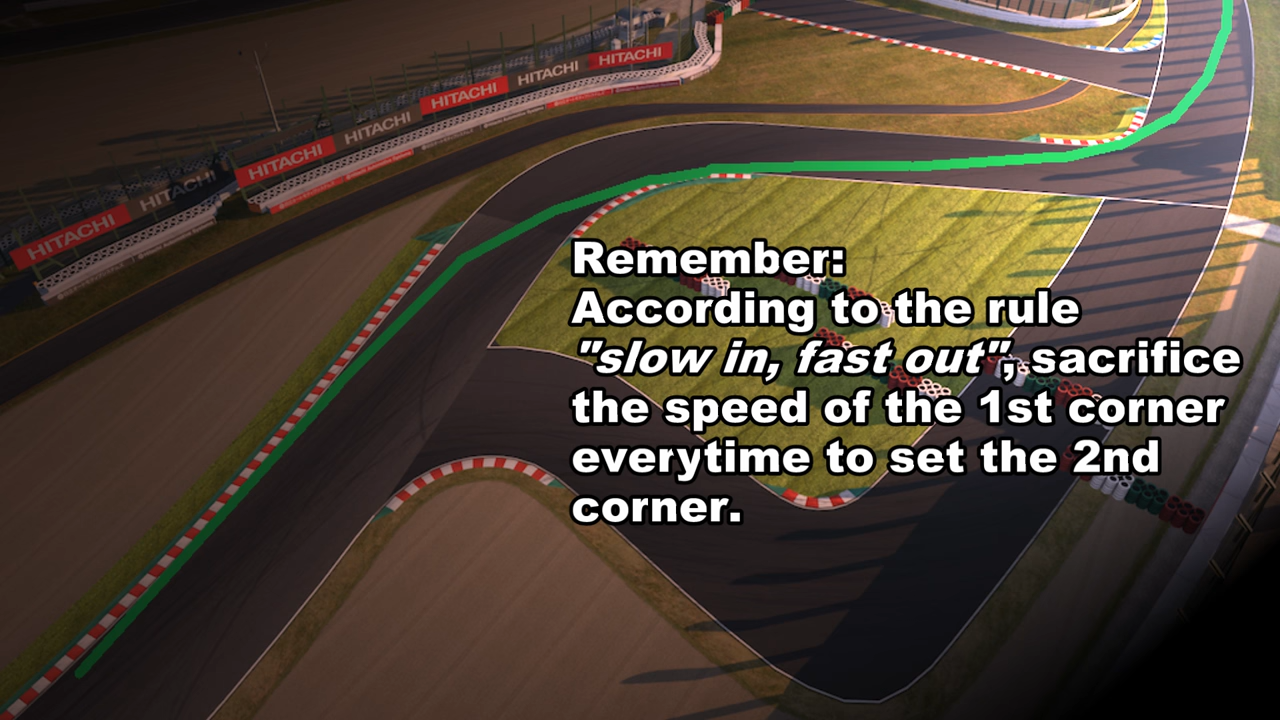 HITACHI
HITACHI
HITACHI
HITACHI
HITACHI
HITACHI
HITACHI
Remember:
According to the rule
"slow in, fast out", sacrifice
the speed of the 1st corner
everytime to set the 2nd
corner.